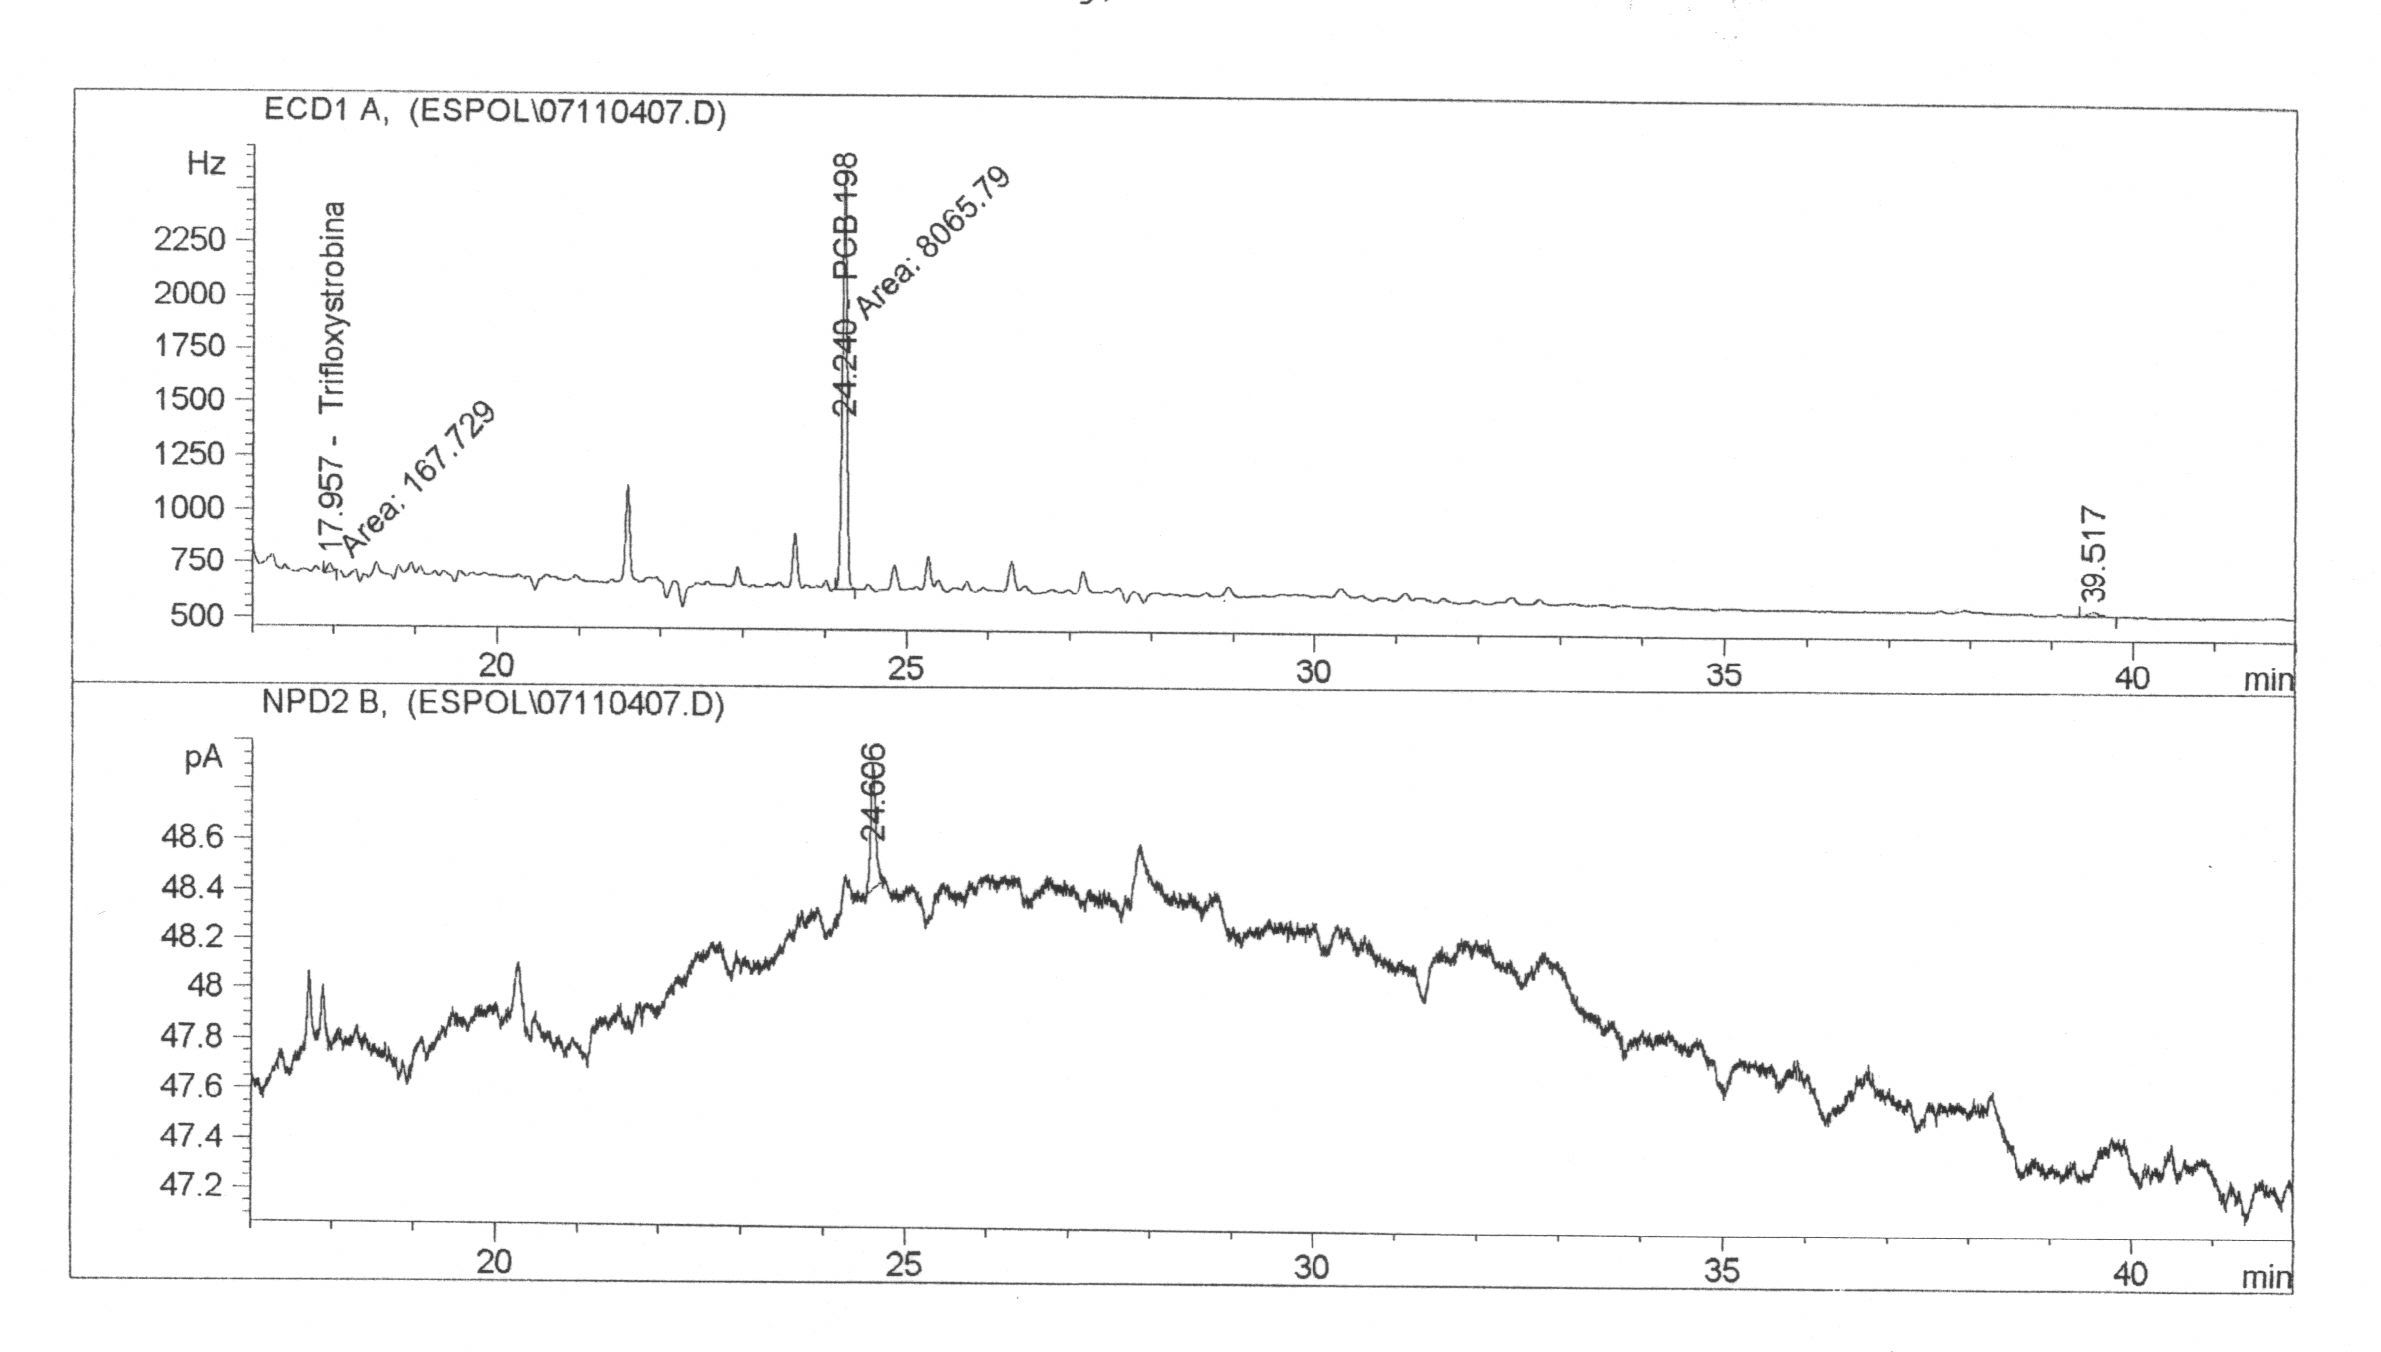 ECD1 A, (ESPOL\07110407.D)
Hz
2250
2000
1750
1500
1250
1000
750
500
17.957 - Trifloxystrobina
Area: 167.729
24.240 - PCB 198
Area: 8065.79
39.517
20
25
30
35
40
min
NPD2 B, (ESPOL\07110407.D)
pA
48.6
48.4
48.2
48
47.8
47.6
47.4
47.2
24.606
20
25
30
35
40
min